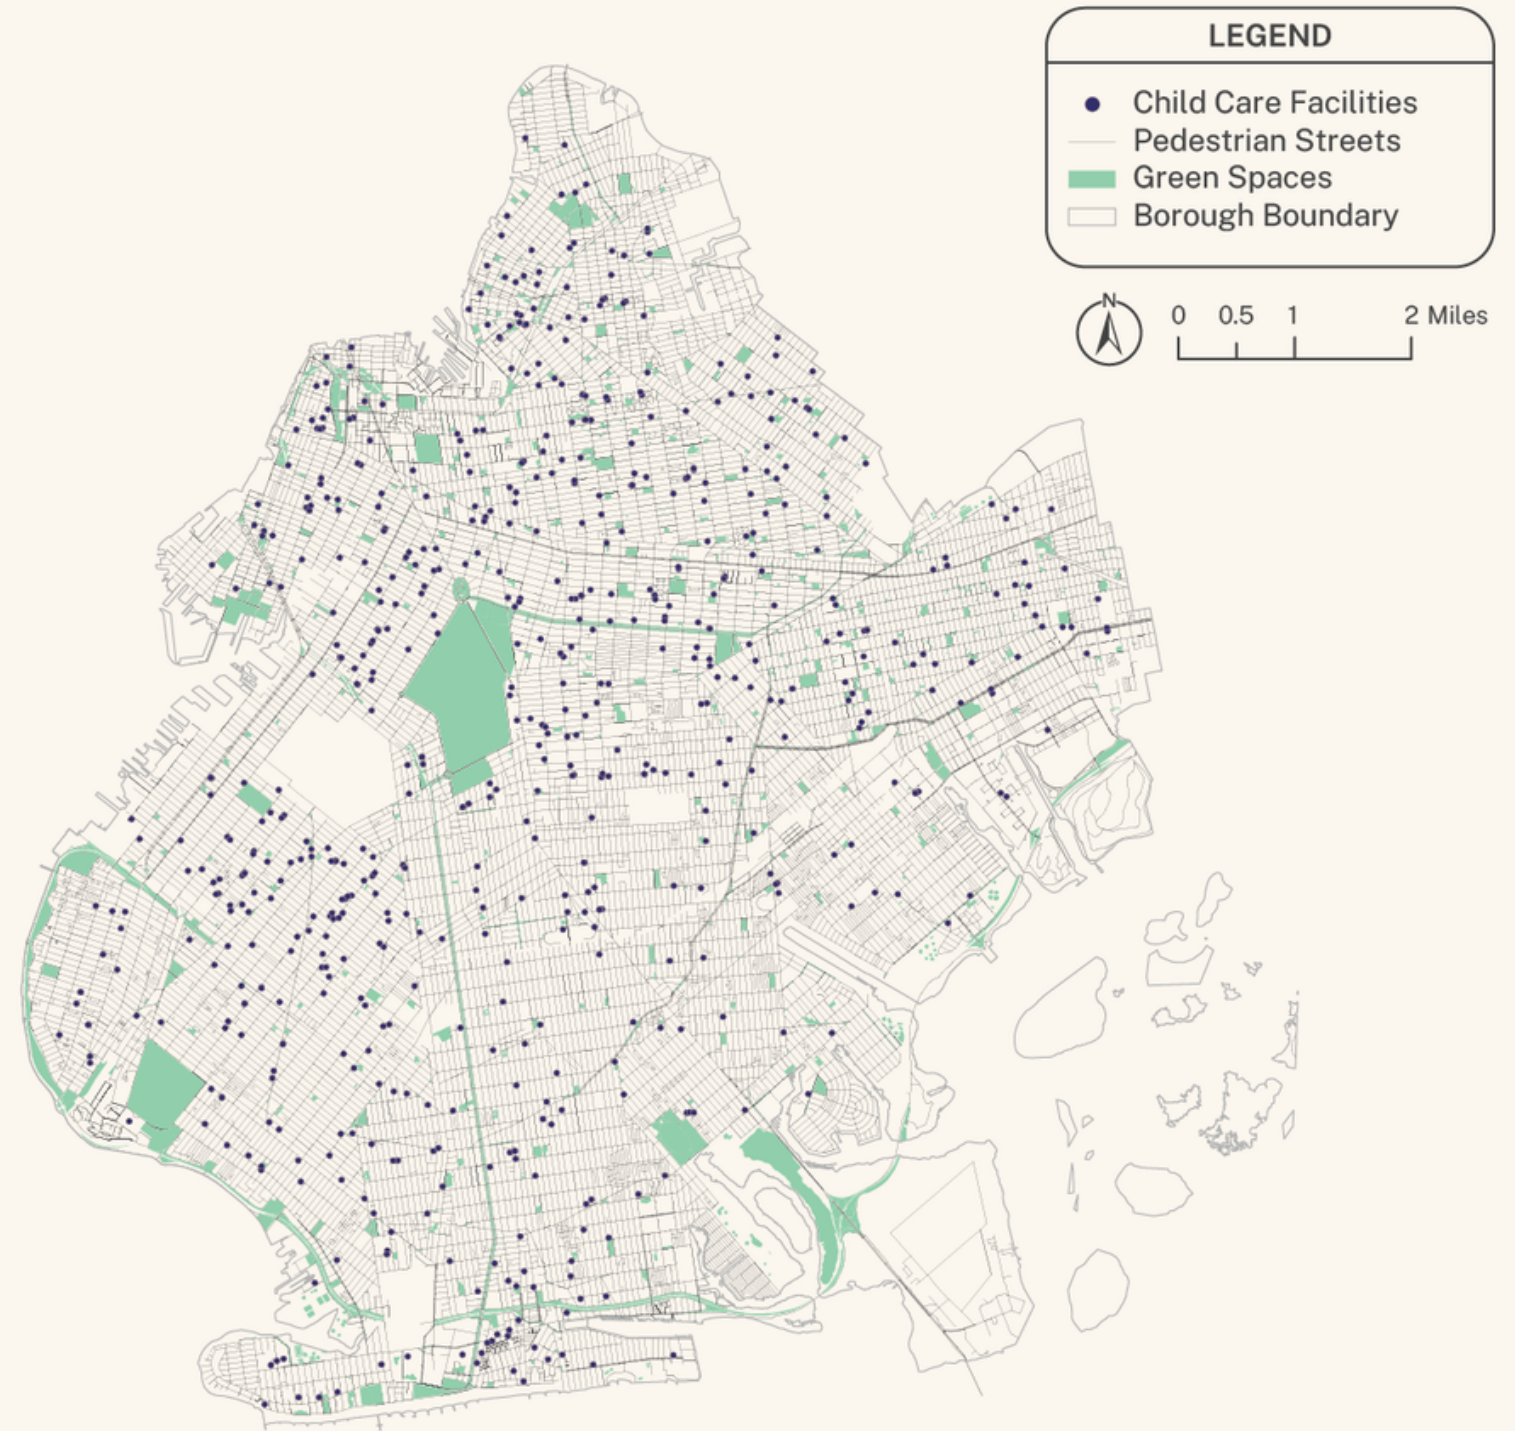 LEGEND
Child Care Facilities
Pedestrian Streets
Green Spaces
Borough Boundary
N
0 0.5 1 2 Miles